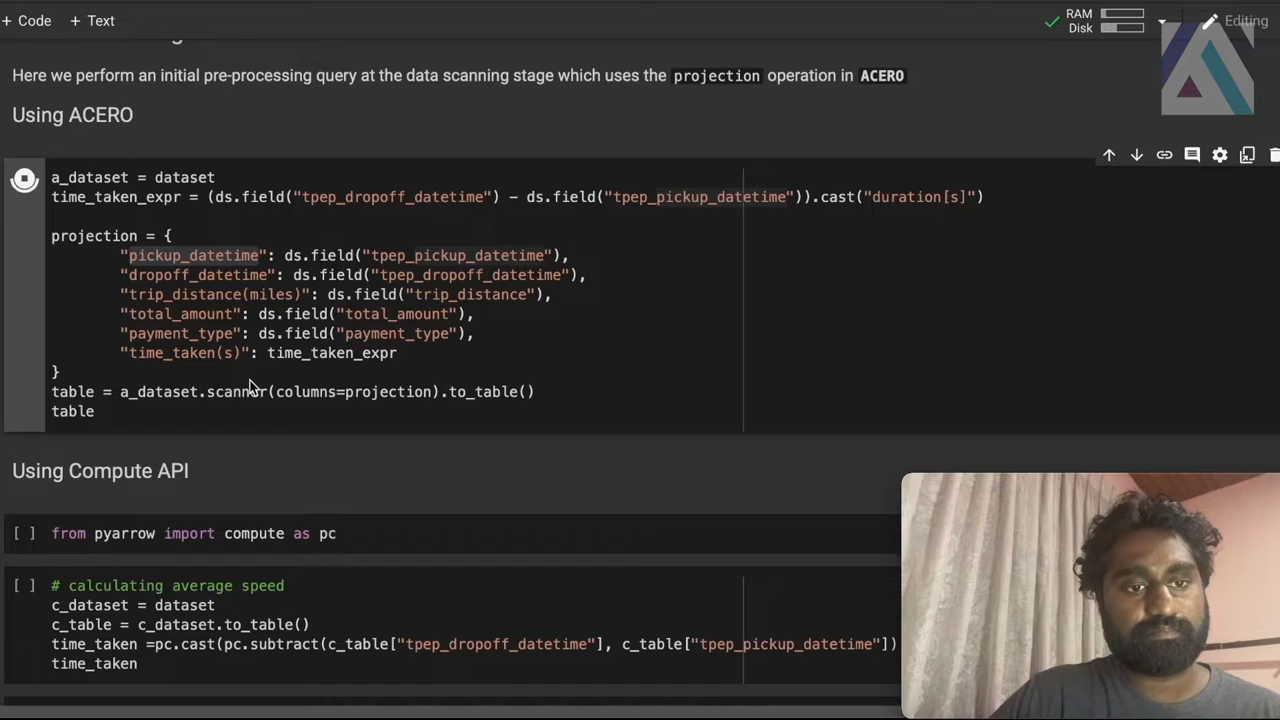 + Code + Text
RAM
Disk
Editing
Here we perform an initial pre-processing query at the data scanning stage which uses the projection operation in ACERO
Using ACERO
a_dataset = dataset
time_taken_expr = (ds.field("tpep_dropoff_datetime") - ds.field("tpep_pickup_datetime")).cast("duration[s]")
projection = {
"pickup_datetime": ds.field("tpep_pickup_datetime"),
"dropoff_datetime": ds.field("tpep_dropoff_datetime"),
"trip_distance(miles)": ds.field("trip_distance"),
"total_amount": ds.field("total_amount"),
"payment_type": ds.field("payment_type"),
"time_taken(s)": time_taken_expr
}
table = a_dataset.scanner(columns=projection).to_table()
table
Using Compute API
[ ] from pyarrow import compute as pc
[ ] # calculating average speed
c_dataset = dataset
c_table = c_dataset.to_table()
time_taken =pc.cast(pc.subtract(c_table["tpep_dropoff_datetime"], c_table["tpep_pickup_datetime"])
time_taken